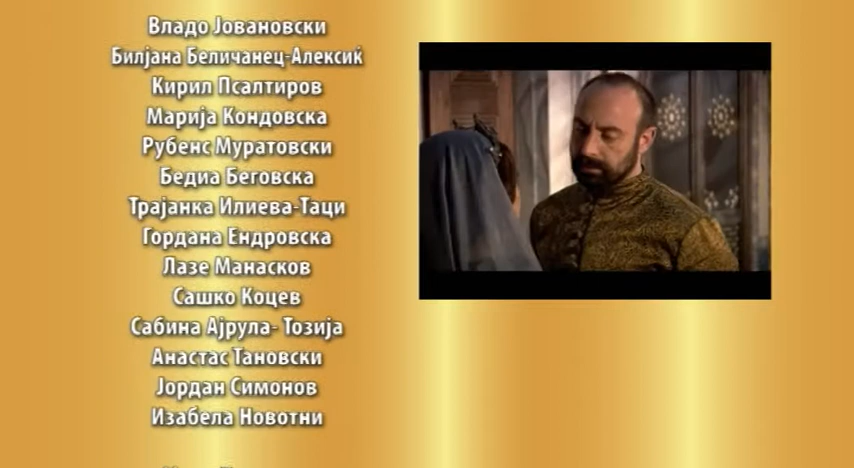 Владо Јовановски
Билјана Беличанец-Алексиќ
Кирил Псалтиров
Марија Кондовска
Рубенс Муратовски
Бедиа Беговска
Трајанка Илиева-Таци
Гордана Ендровска
Лазе Манасков
Сашко Коцев
Сабина Ајрула- Тозија
Анастас Тановски
Јордан Симонов
Изабела Новотни